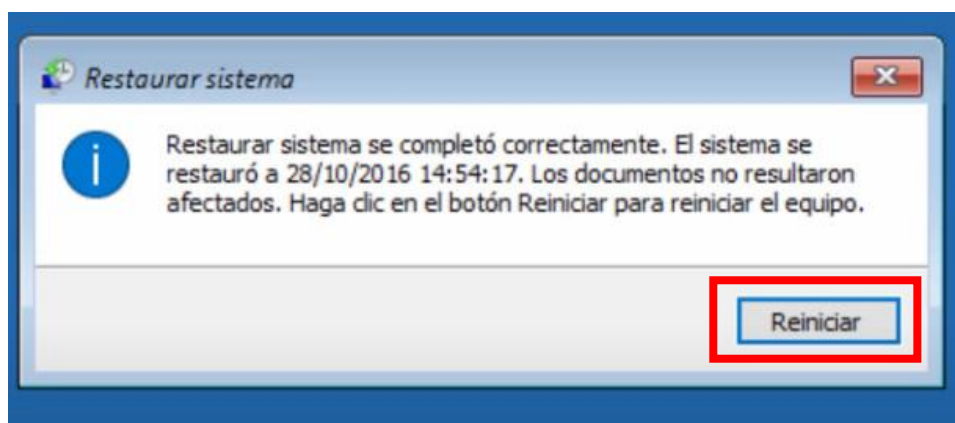 Restaurar sistema
Restaurar sistema se completó correctamente. El sistema se
restauró a 28/10/2016 14:54:17. Los documentos no resultaron
afectados. Haga clic en el botón Reiniciar para reiniciar el equipo.
Reiniciar